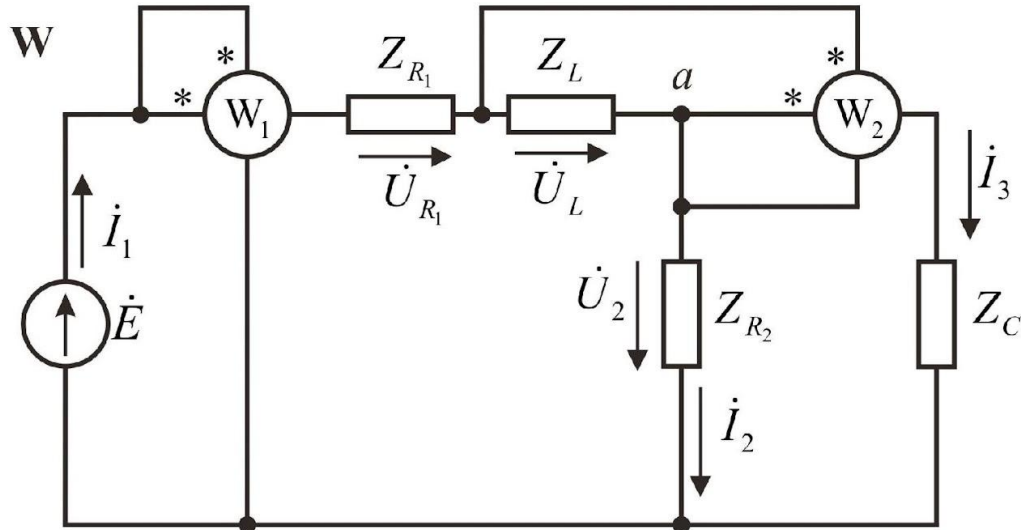 W
*
*
W₁
Z_{R₁}
Z_L
a
*
*
W₂
U̇_{R₁}
U̇_L
İ₁
İ₃
Ė
U̇₂
Z_{R₂}
Z_C
İ₂